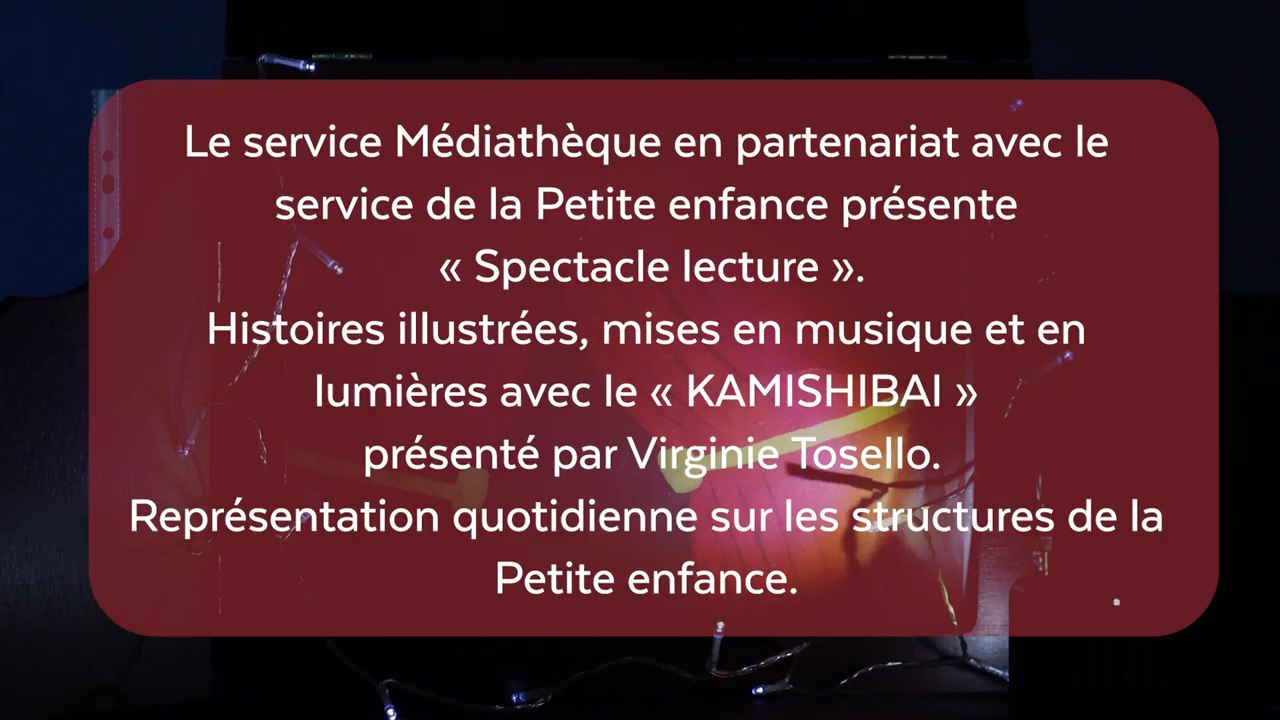 Le service Médiathèque en partenariat avec le
service de la Petite enfance présente
« Spectacle lecture ».
Histoires illustrées, mises en musique et en
lumières avec le « KAMISHIBAI »
présenté par Virginie Tosello.
Représentation quotidienne sur les structures de la
Petite enfance.